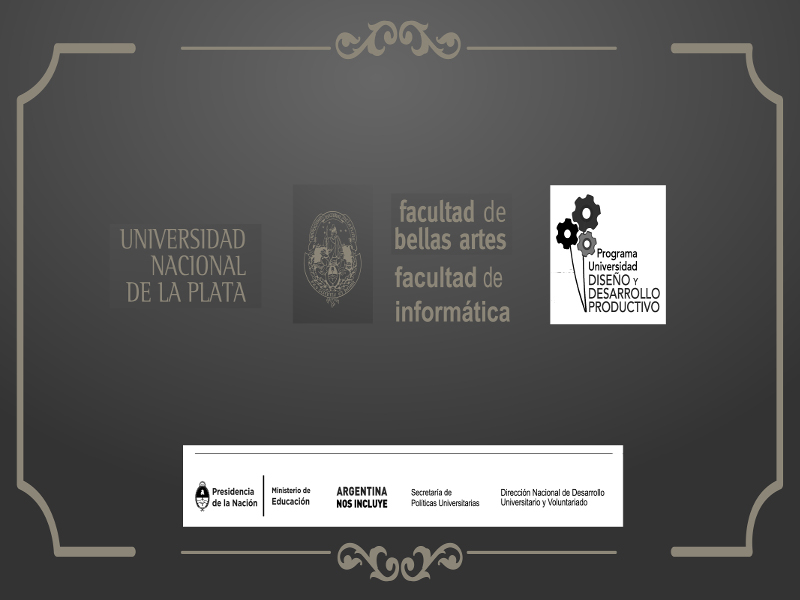 UNIVERSIDAD
NACIONAL
DE LA PLATA
facultad de
bellas artes
facultad de
informática
Programa
Universidad
DISEÑO Y
DESARROLLO
PRODUCTIVO
Presidencia
de la Nación
Ministerio de
Educación
ARGENTINA
NOS INCLUYE
Secretaría de
Políticas Universitarias
Dirección Nacional de Desarrollo
Universitario y Voluntariado